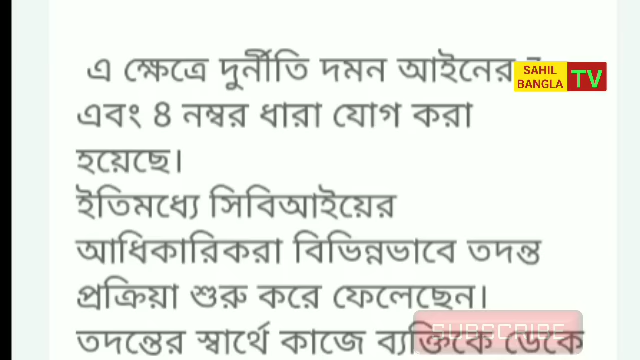 এ ক্ষেত্রে দুর্নীতি দমন আইনের
SAHIL
BANGLA TV
এবং 8 নম্বর ধারা যোগ করা
হয়েছে।
ইতিমধ্যে সিবিআইয়ের
আধিকারিকরা বিভিন্নভাবে তদন্ত
প্রক্রিয়া শুরু করে ফেলেছেন।
SUBSCRIBE
তদন্তের স্বার্থে কাজে ব্যক্তিকে ডেকে